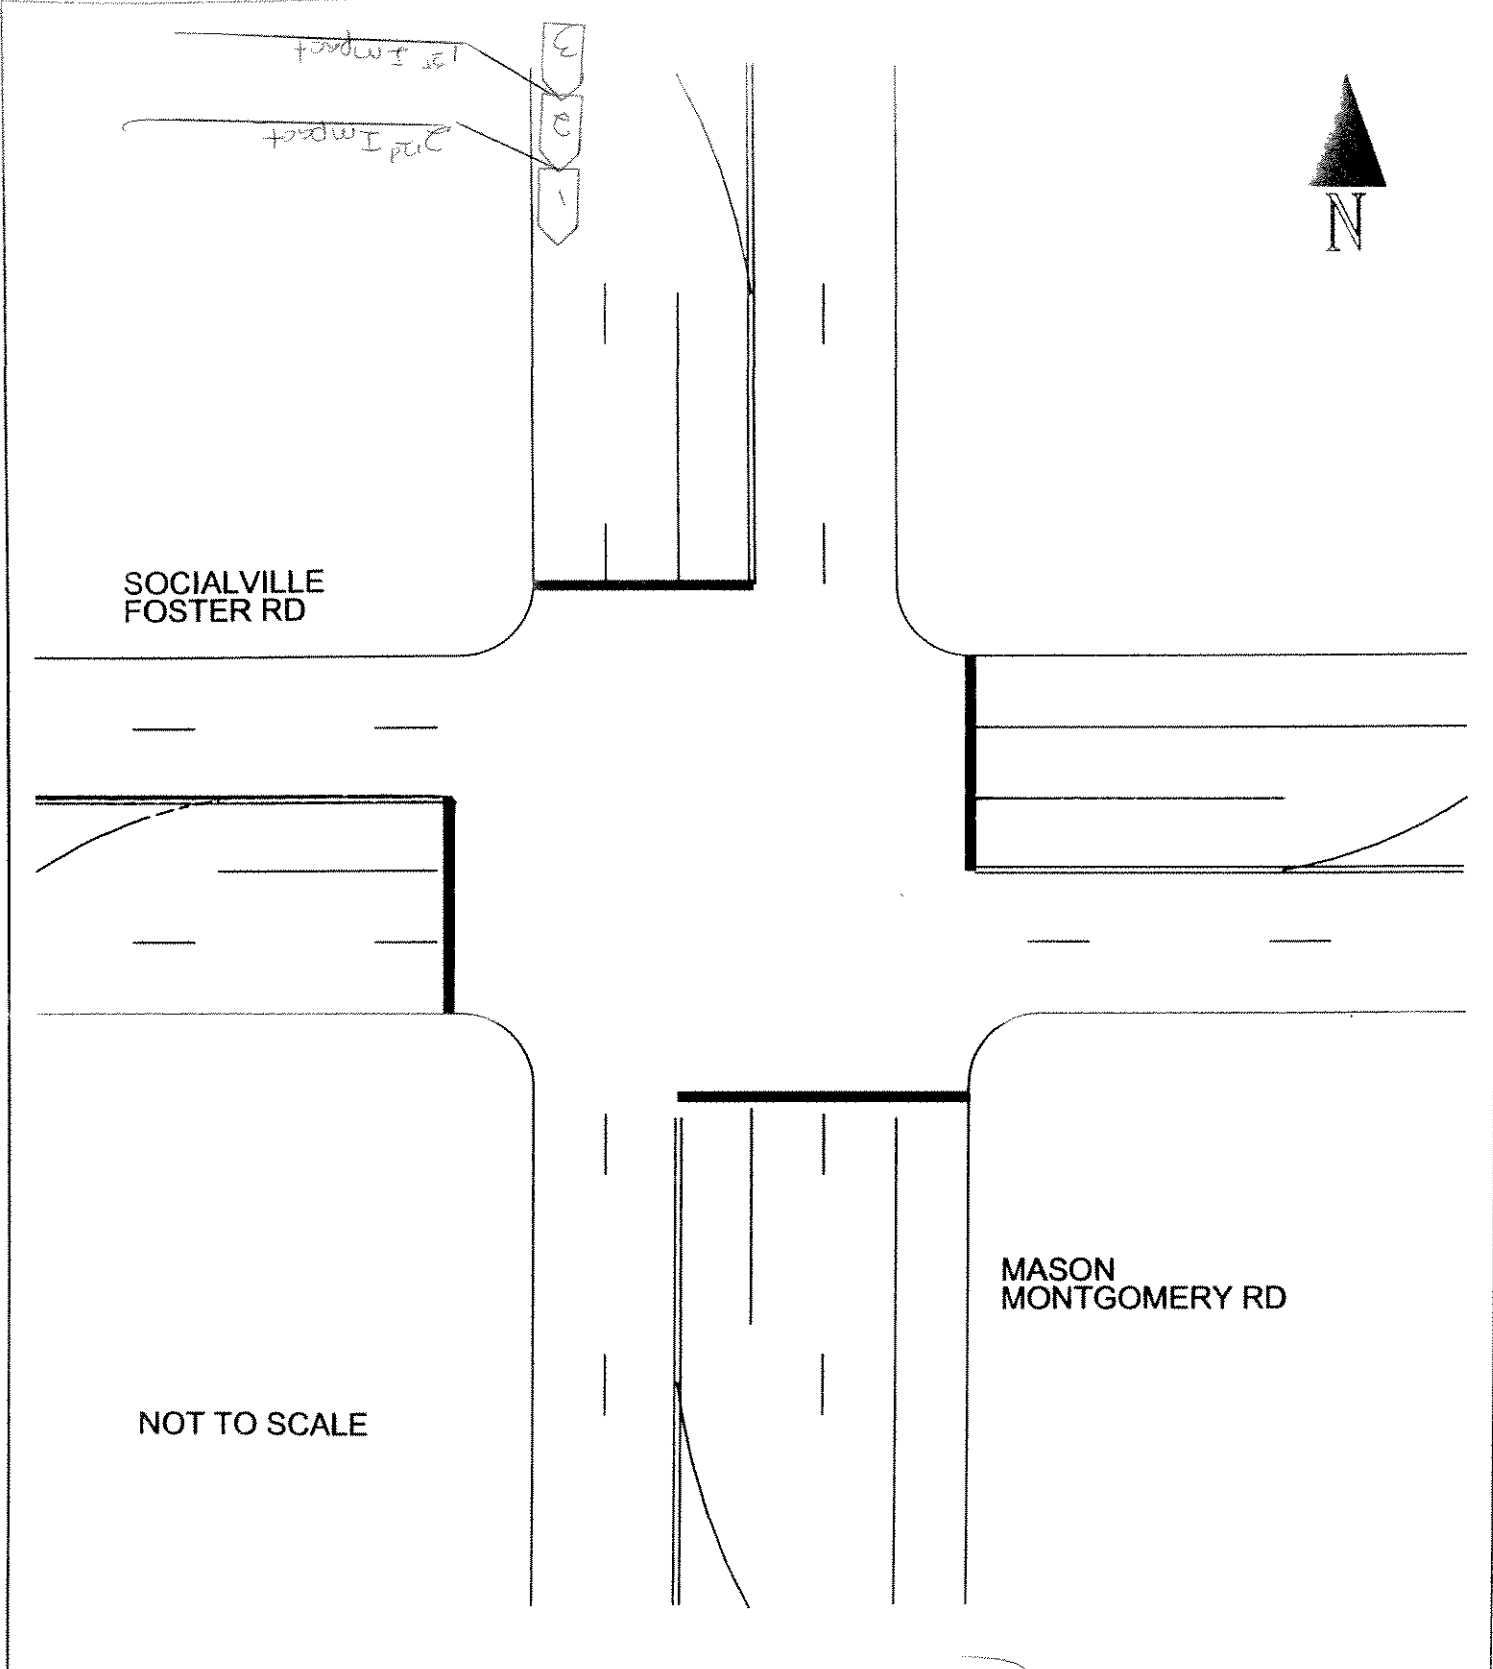 3
1st Impact
2
2nd Impact
1
N
SOCIALVILLE
FOSTER RD
MASON
MONTGOMERY RD
NOT TO SCALE